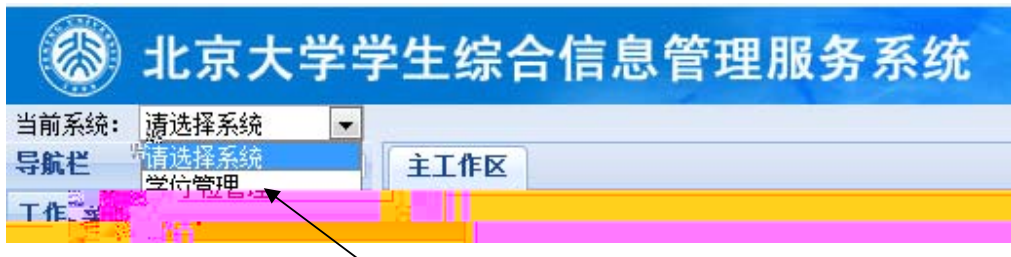 北京大学学生综合信息管理服务系统
当前系统： 请选择系统
导航栏 请选择系统 主工作区
学位管理
工作